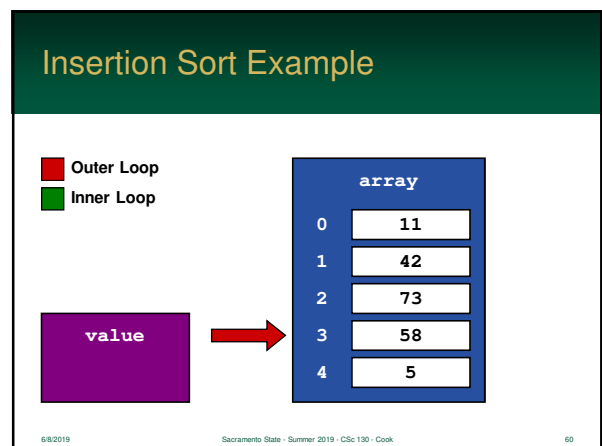 Insertion Sort Example
Outer Loop
Inner Loop
array
0 11
1 42
2 73
value
3 58
4 5
6/8/2019 Sacramento State - Summer 2019 - CSc 130 - Cook 60